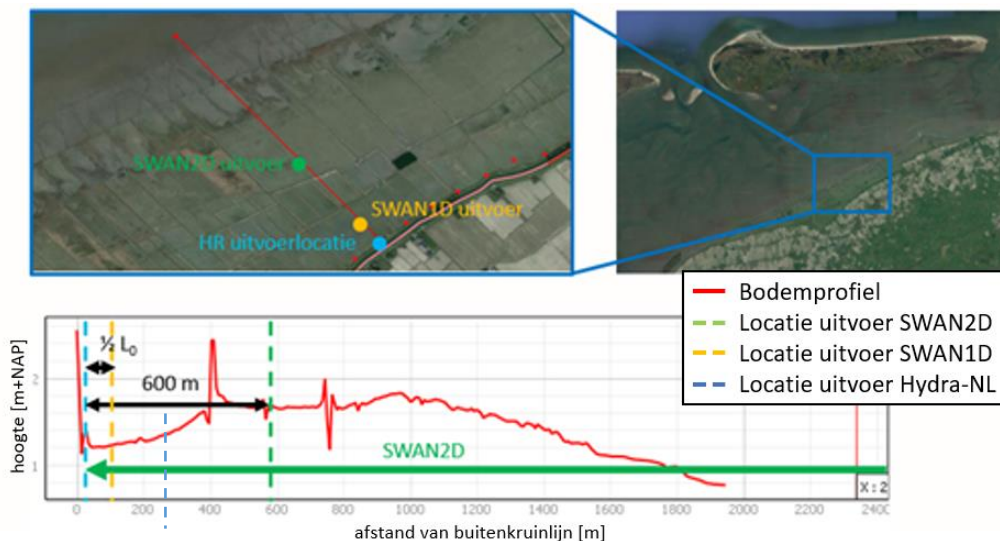 SWAN2D uitvoer
SWAN1D uitvoer
HR uitvoerlocatie
Bodemprofiel
Locatie uitvoer SWAN2D
Locatie uitvoer SWAN1D
Locatie uitvoer Hydra-NL
hoogte [m+NAP]
2
1
½ L₀
600 m
SWAN2D
X : 2
0 200 400 600 800 1000 1200 1400 1600 1800 2000 2200 2400
afstand van buitenkruinlijn [m]